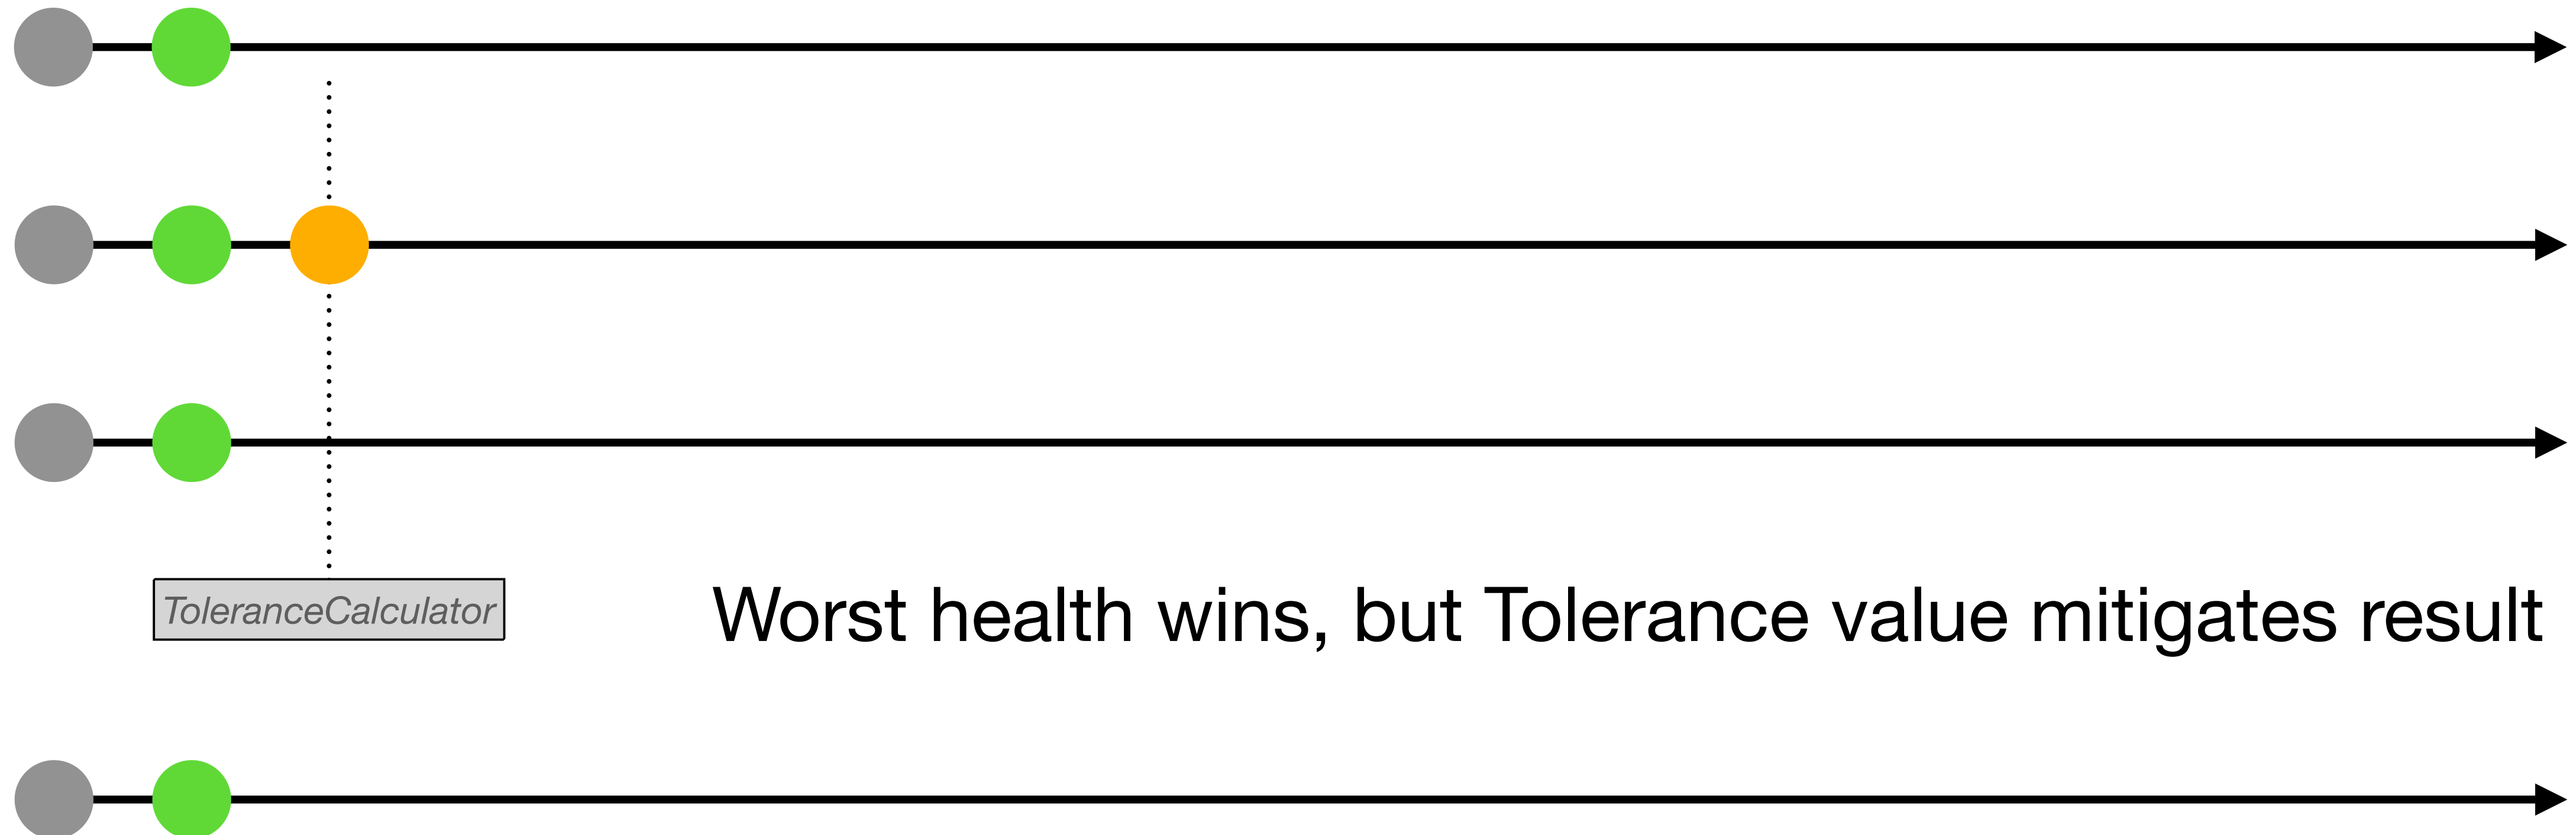 ToleranceCalculator
Worst health wins, but Tolerance value mitigates result